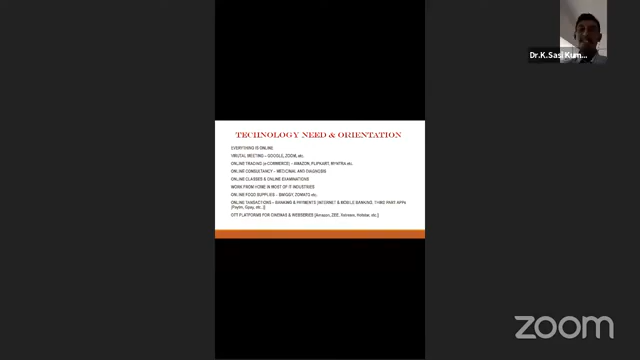 Dr.K.Sasi Kum...
TECHNOLOGY NEED & ORIENTATION
EVERYTHING IS ONLINE
VIRUTAL MEETING – GOOGLE, ZOOM, etc.
ONLINE TRADING (e-COMMERCE) – AMAZON, FLIPKART, MYNTRA etc.
ONLINE CONSULTANCY – MEDICINAL AND DIAGNOSIS
ONLINE CLASSES & ONLINE EXAMINATIONS
WORK FROM HOME IN MOST OF IT INDUSTRIES
ONLINE FOOD SUPPLIES – SWIGGY, ZOMATO etc.
ONLINE TANSACTIONS – BANKING & PAYMENTS [INTERNET & MOBILE BANKING, THIRD PART APPs
[Paytm, Gpay, etc.,)]
OTT PLATFORMS FOR CINEMAS & WEBSERIES [Amazon, ZEE, Hotstar, etc.)]
zoom